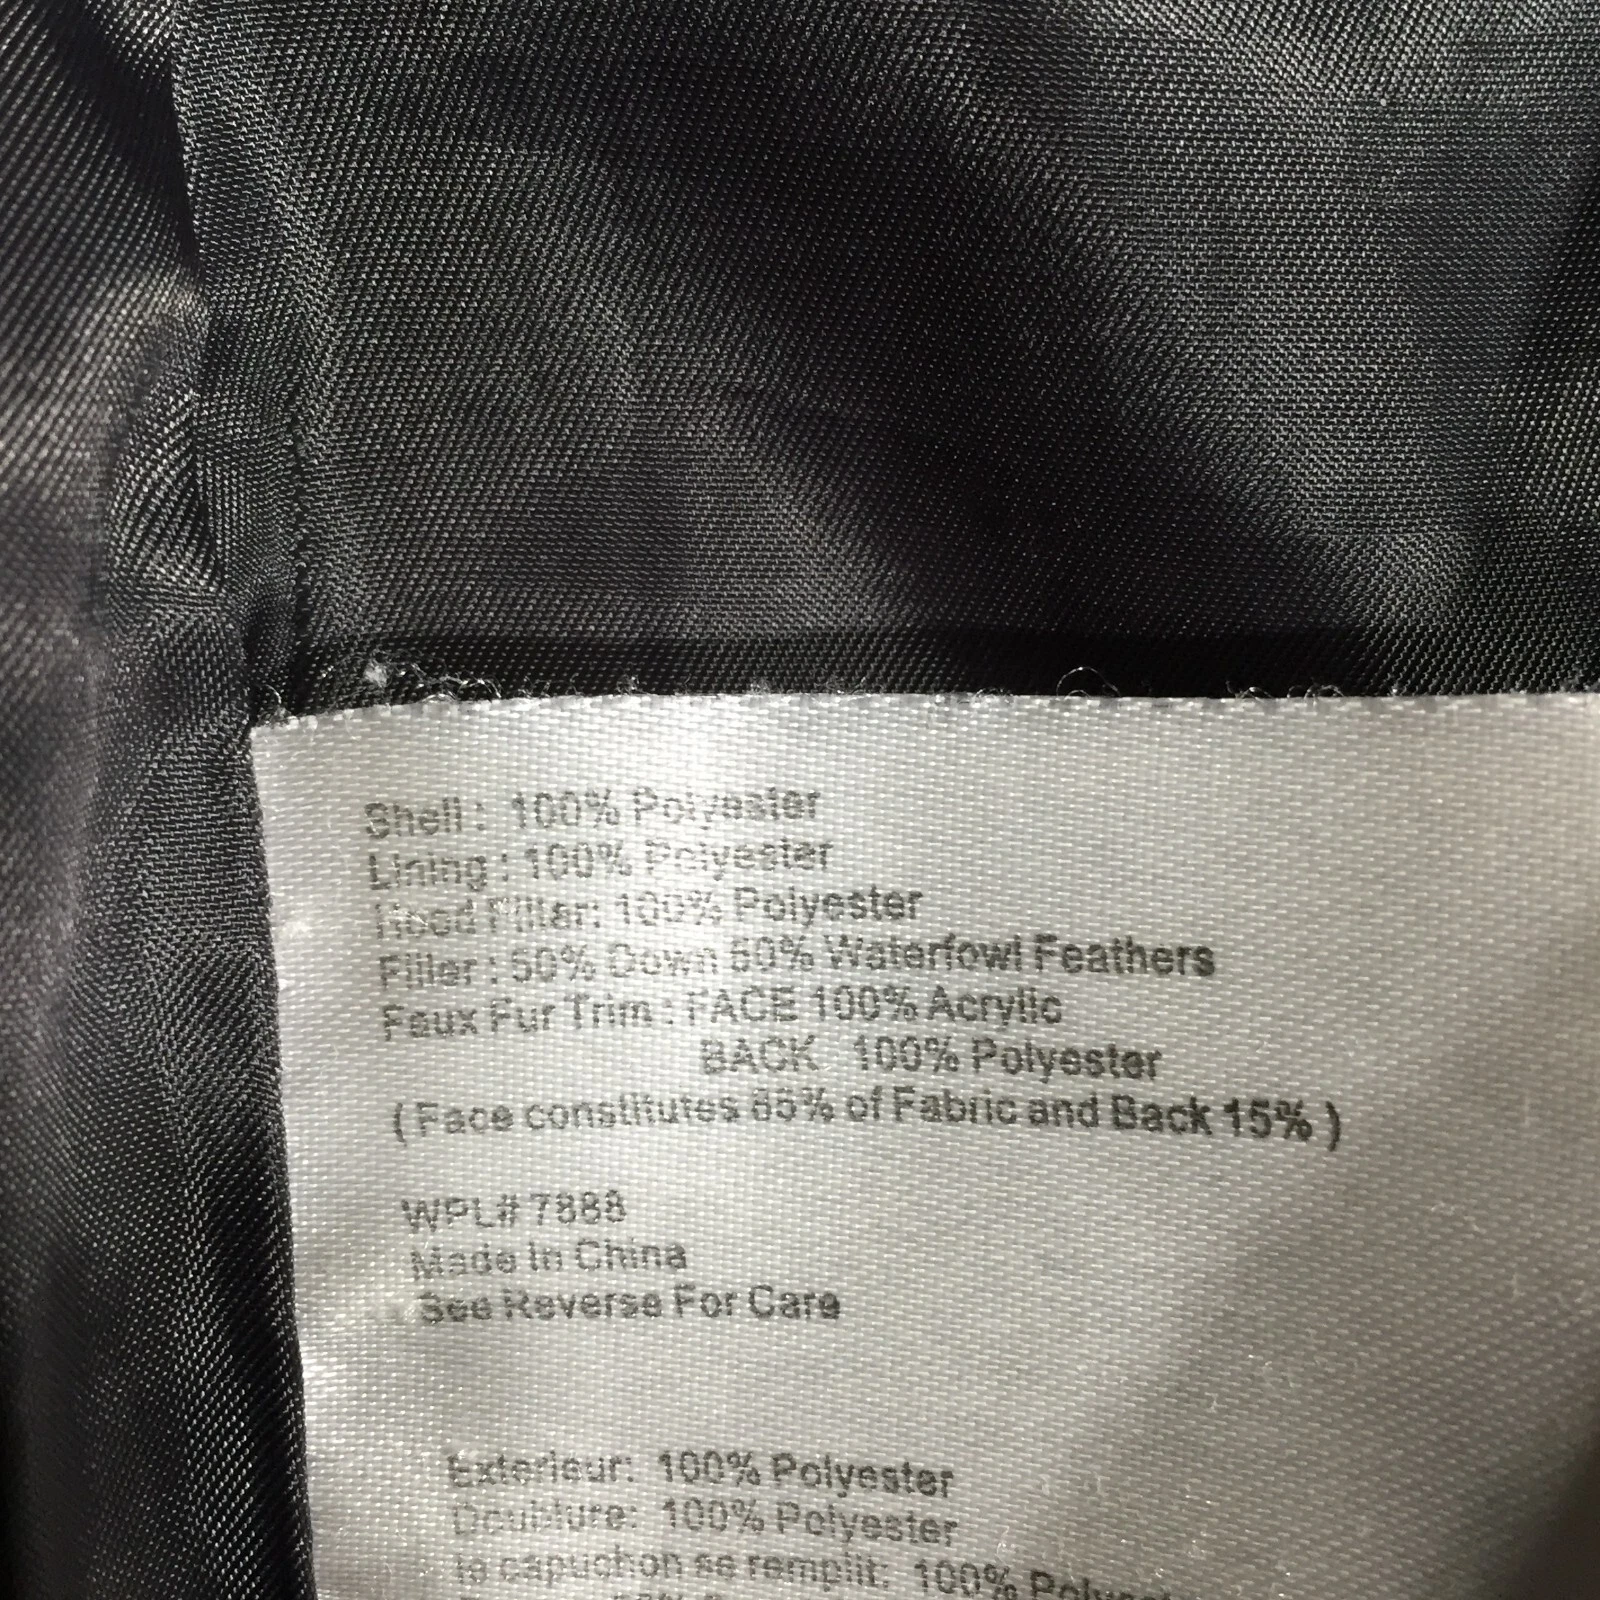 Shell : 100% Polyester
Lining : 100% Polyester
Hood Filler: 100% Polyester
Filler : 50% Down 50% Waterfowl Feathers
Faux Fur Trim : FACE 100% Acrylic
BACK 100% Polyester
( Face constitutes 85% of Fabric and Back 15% )
WPL# 7888
Made In China
See Reverse For Care
Exterieur: 100% Polyester
Doublure: 100% Polyester
le capuchon se remplit: 100%